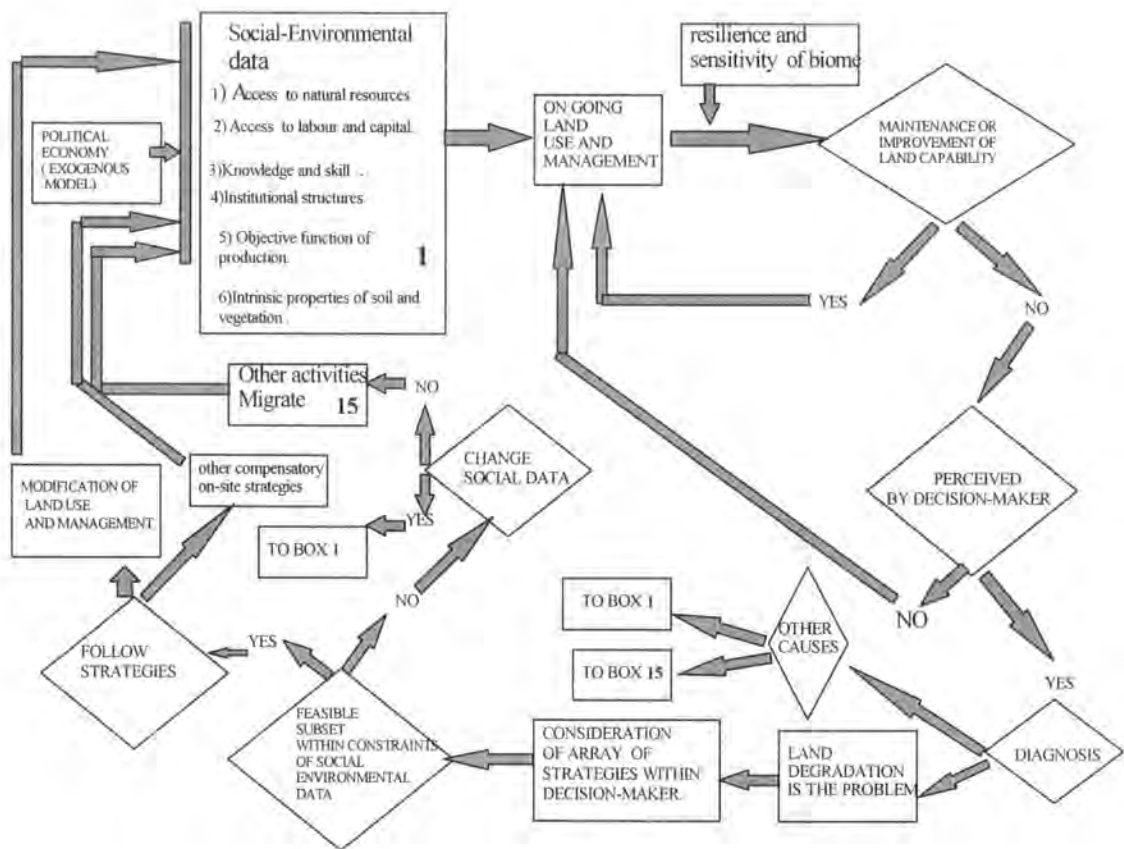 Social-Environmental
data
1) Access to natural resources
2) Access to labour and capital.
3)Knowledge and skill .
4)Institutional structures
5) Objective function of
production.
1
6)Intrinsic properties of soil and
vegetation .
POLITICAL
ECONOMY
( EXOGENOUS
MODEL)
resilience and
sensitivity of biome
ON GOING
LAND
USE AND
MANAGEMENT
MAINTENANCE OR
IMPROVEMENT OF
LAND CAPABILITY
YES
NO
Other activities
Migrate 15
NO
CHANGE
SOCIAL DATA
YES
TO BOX 1
MODIFICATION OF
LAND USE
AND MANAGEMENT
other compensatory
on-site strategies
PERCEIVED
BY DECISION-MAKER
NO
YES
NO
YES
FOLLOW
STRATEGIES
TO BOX 1
TO BOX 15
OTHER
CAUSES
FEASIBLE
SUBSET
WITHIN CONSTRAINTS
OF SOCIAL
ENVIRONMENTAL
DATA
CONSIDERATION
OF ARRAY OF
STRATEGIES WITHIN
DECISION-MAKER.
LAND
DEGRADATION
IS THE PROBLEM
DIAGNOSIS